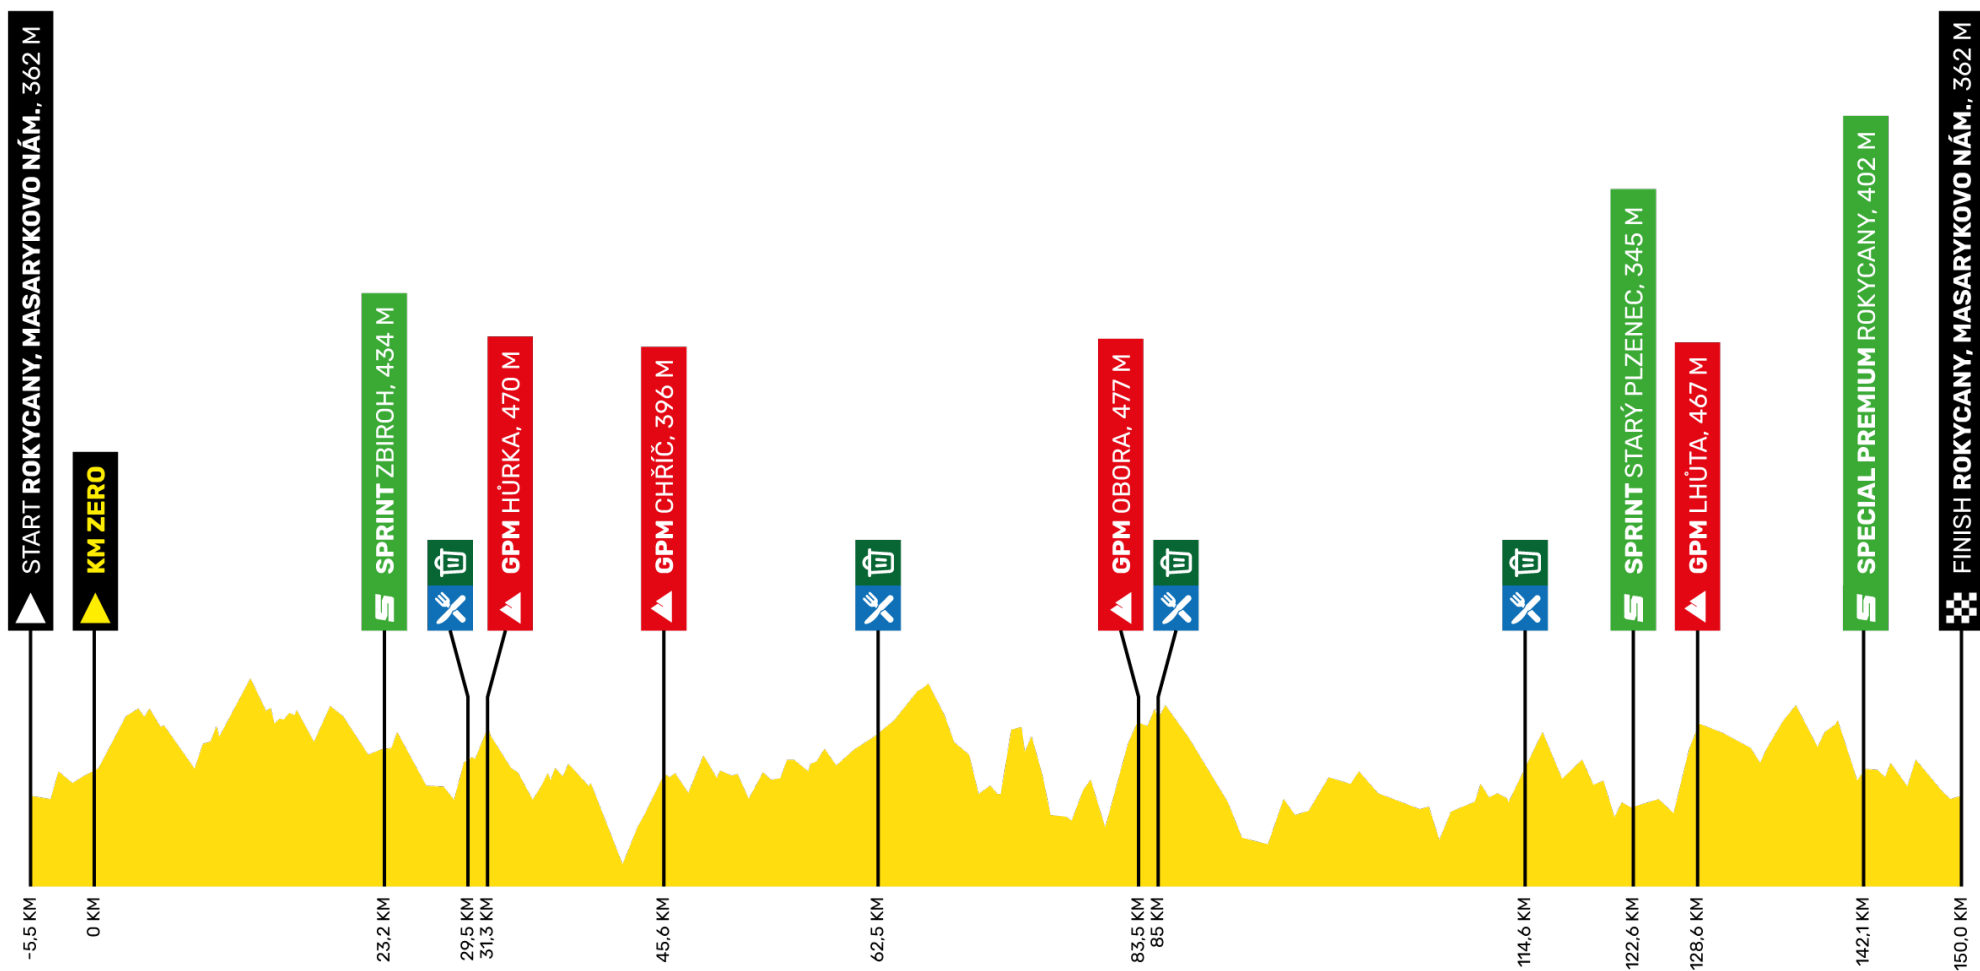 START ROKYCANY, MASARYKOVO NÁM., 362 M
KM ZERO
SPRINT ZBIROH, 434 M
GPM HŮRKA, 470 M
GPM CHŘÍČ, 396 M
GPM OBORA, 477 M
SPRINT STARÝ PLZENEC, 345 M
GPM LHŮTA, 467 M
SPECIAL PREMIUM ROKYCANY, 402 M
FINISH ROKYCANY, MASARYKOVO NÁM., 362 M
-5,5 KM
0 KM
23,2 KM
29,5 KM
31,3 KM
45,6 KM
62,5 KM
83,5 KM
85 KM
114,6 KM
122,6 KM
128,6 KM
142,1 KM
150,0 KM